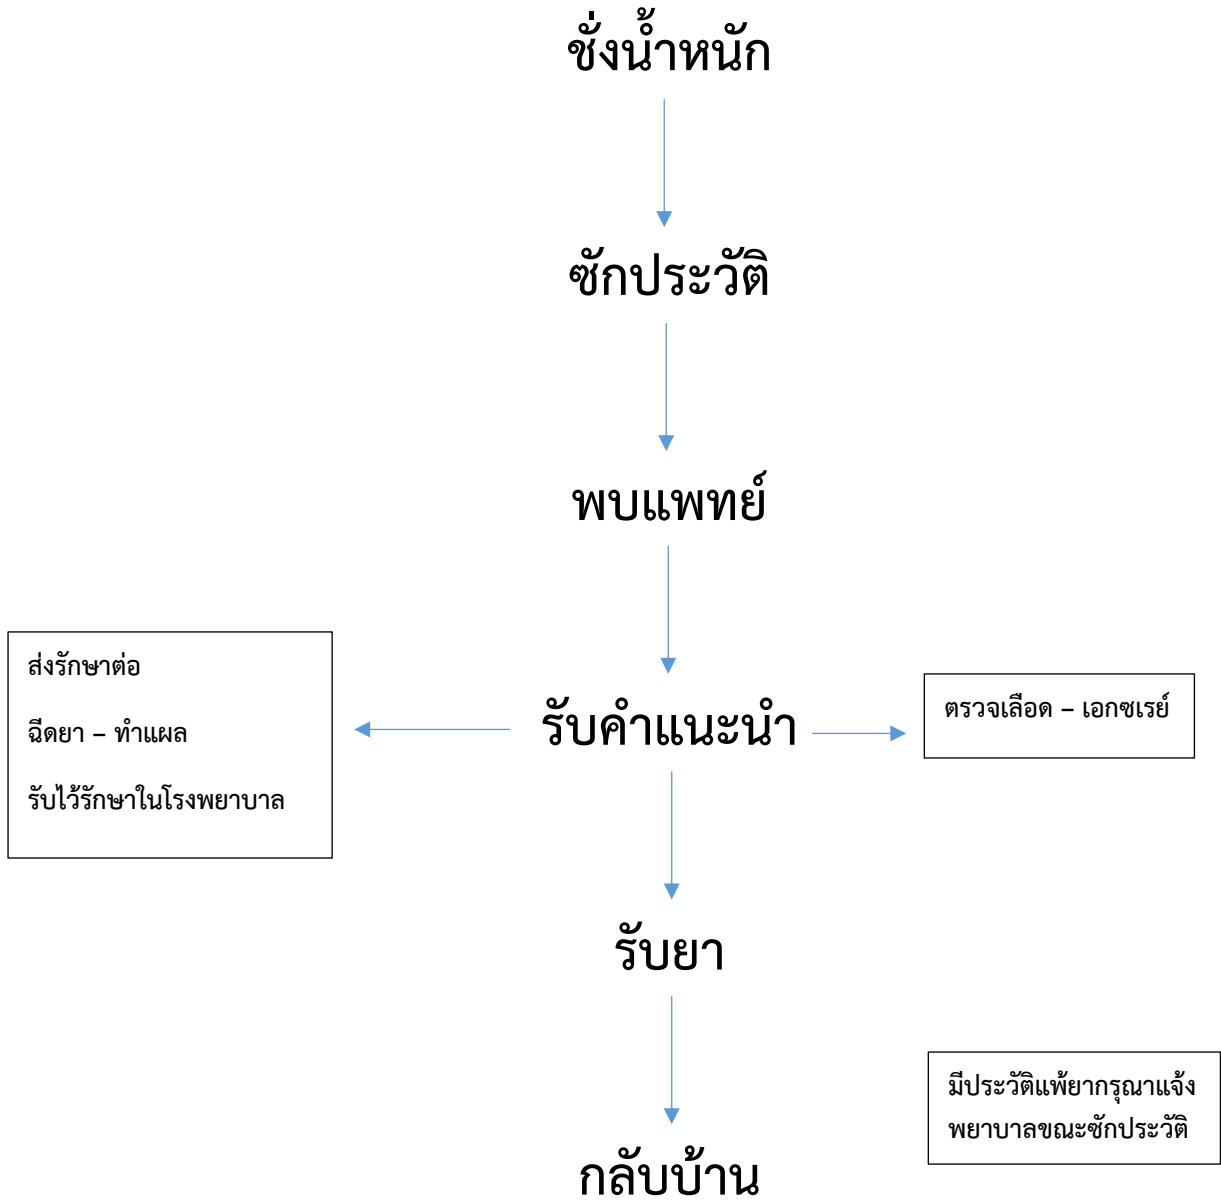 ชั่งน้ำหนัก
ซักประวัติ
พบแพทย์
ส่งรักษาต่อ
ฉีดยา – ทำแผล
รับไว้รักษาในโรงพยาบาล
รับคำแนะนำ
ตรวจเลือด – เอกซเรย์
รับยา
มีประวัติแพ้ยากรุณาแจ้ง
พยาบาลขณะซักประวัติ
กลับบ้าน